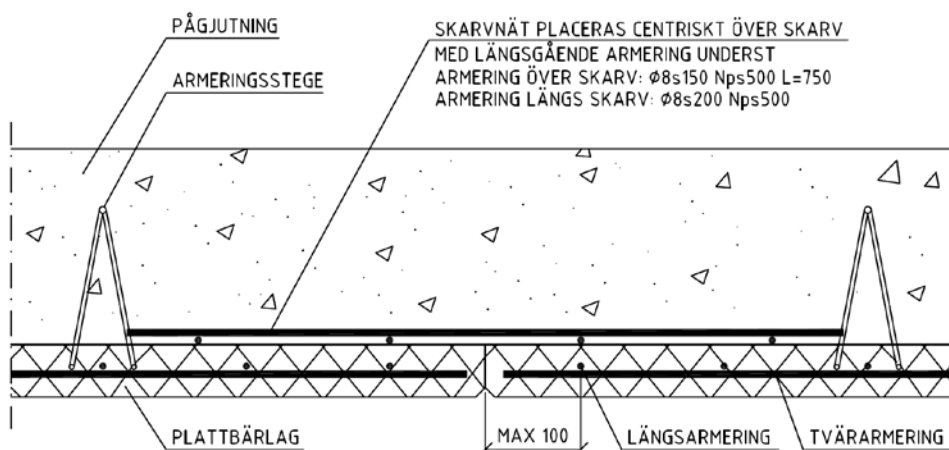 PÅGJUTNING
ARMERINGSSTEGE
SKARVNÄT PLACERAS CENTRISKT ÖVER SKARV
MED LÄNGSGÅENDE ARMERING UNDERST
ARMERING ÖVER SKARV: Ø8s150 Nps500 L=750
ARMERING LÄNGS SKARV: Ø8s200 Nps500
PLATTBÄRLAG
MAX 100
LÄNGSARMERING
TVÄRARMERING